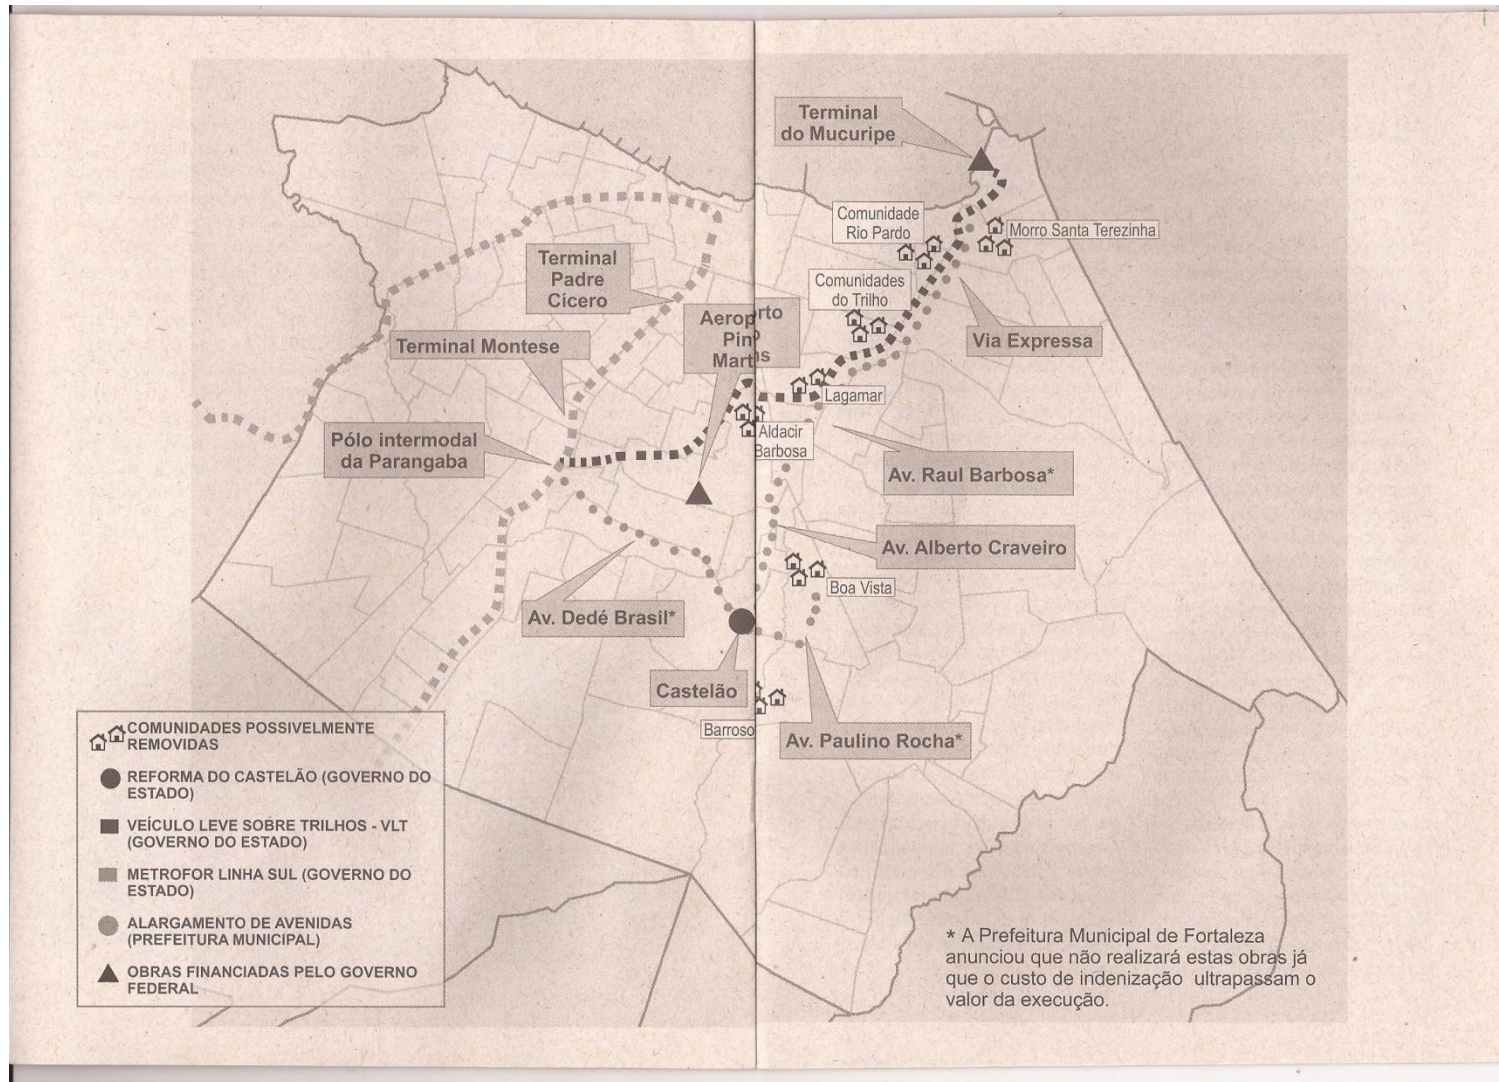 Terminal
do Mucuripe
Comunidade
Rio Pardo
Morro Santa Terezinha
Terminal
Padre
Cícero
Comunidades
do Trilho
Aeroporto
Pinto
Martins
Terminal Montese
Via Expressa
Lagamar
Pólo intermodal
da Parangaba
Aldacir
Barbosa
Av. Raul Barbosa*
Av. Alberto Craveiro
Boa Vista
Av. Dedé Brasil*
Castelão
Barroso
Av. Paulino Rocha*
COMUNIDADES POSSIVELMENTE
REMOVIDAS
REFORMA DO CASTELÃO (GOVERNO DO
ESTADO)
VEÍCULO LEVE SOBRE TRILHOS - VLT
(GOVERNO DO ESTADO)
METROFOR LINHA SUL (GOVERNO DO
ESTADO)
ALARGAMENTO DE AVENIDAS
(PREFEITURA MUNICIPAL)
OBRAS FINANCIADAS PELO GOVERNO
FEDERAL
* A Prefeitura Municipal de Fortaleza
anunciou que não realizará estas obras já
que o custo de indenização ultrapassam o
valor da execução.